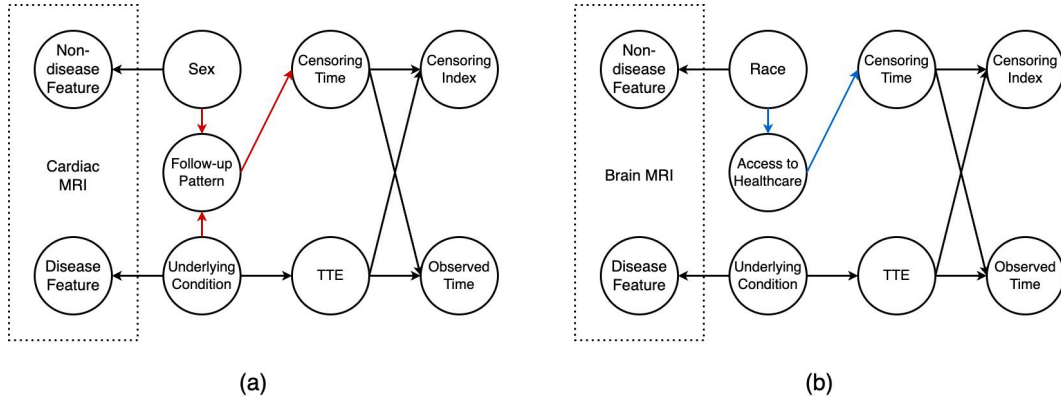 Non-
disease
Feature
Sex
Censoring
Time
Censoring
Index
Cardiac
MRI
Follow-up
Pattern
Disease
Feature
Underlying
Condition
TTE
Observed
Time
(a)
Non-
disease
Feature
Race
Censoring
Time
Censoring
Index
Brain MRI
Access to
Healthcare
Disease
Feature
Underlying
Condition
TTE
Observed
Time
(b)